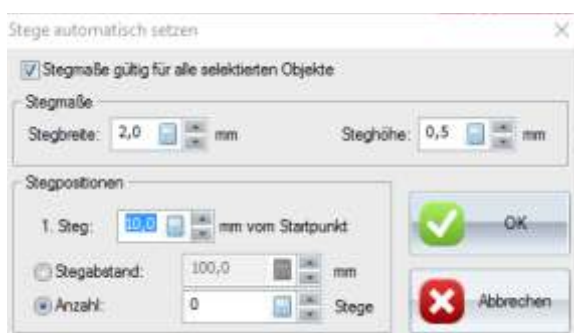 Stege automatisch setzen
Stegmaße gültig für alle selektierten Objekte
Stegmaße
Stegbreite: 2,0 mm Steghöhe: 0,5 mm
Stegpositionen
1. Steg: 10,0 mm vom Startpunkt
OK
Stegabstand: 100,0 mm
Anzahl: 0 Stege
Abbrechen